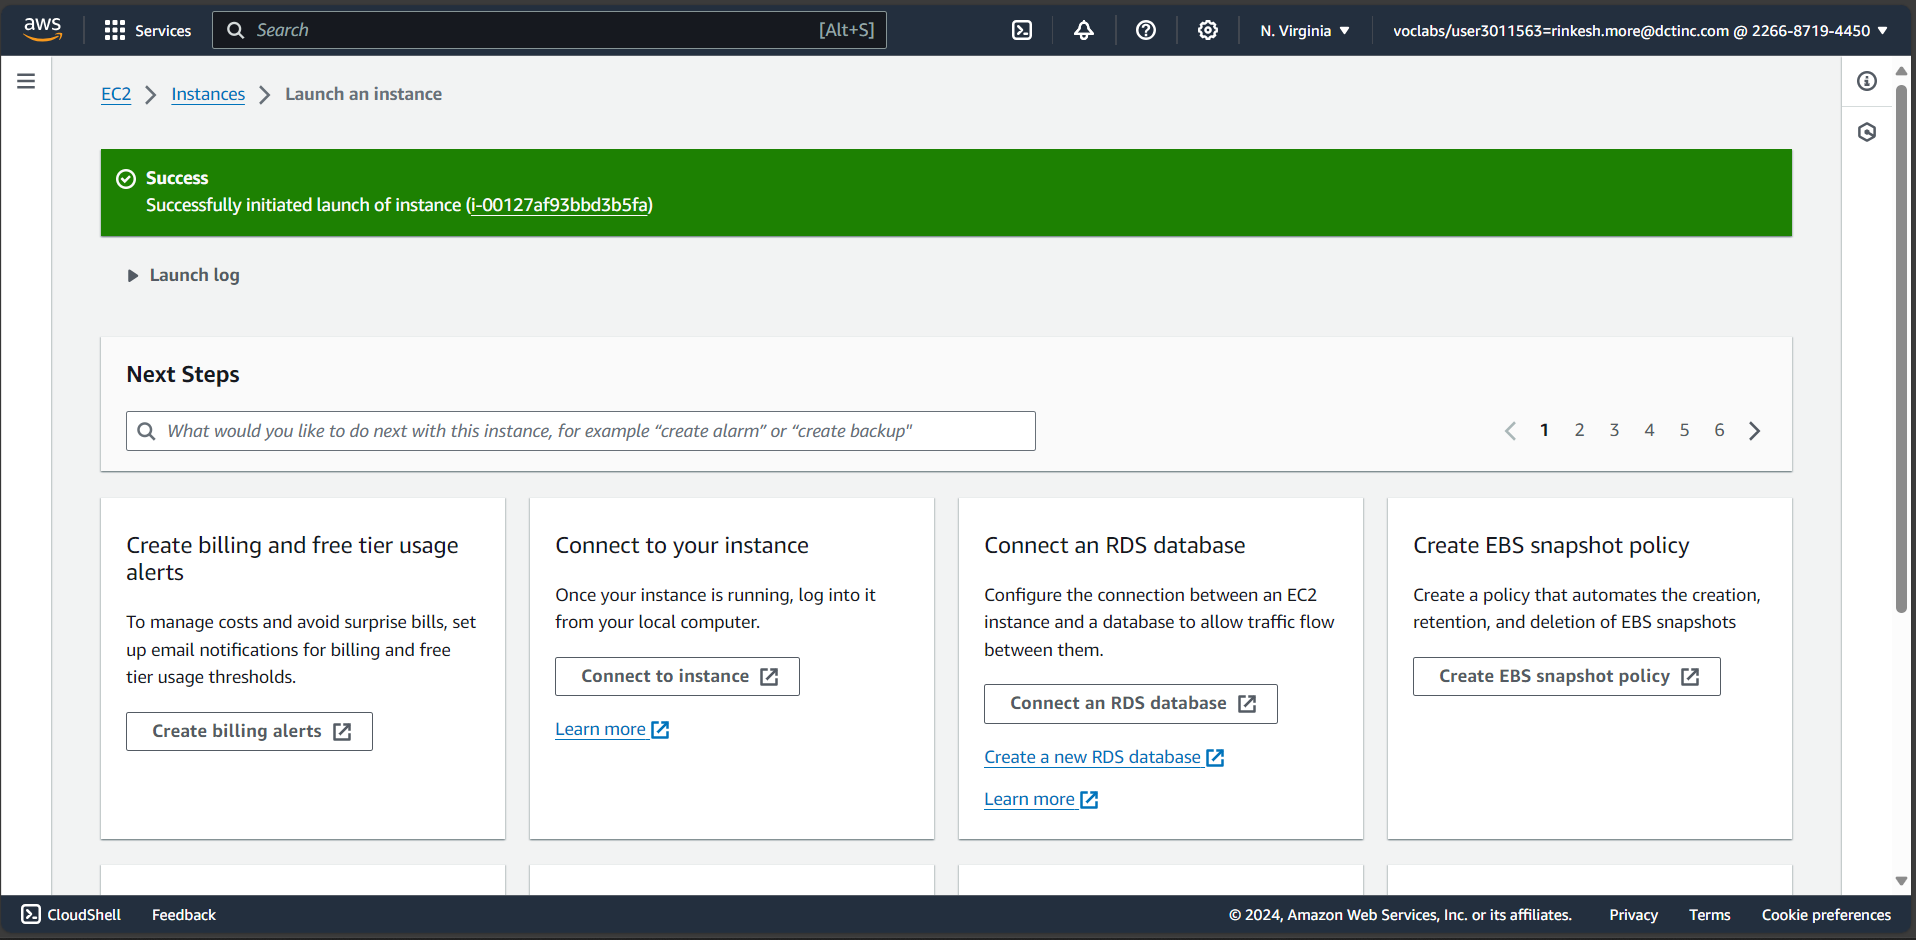 aws
Services
Search [Alt+S]
N. Virginia
voclabs/user3011563=rinkesh.more@dctinc.com @ 2266-8719-4450
EC2 Instances Launch an instance
Success
Successfully initiated launch of instance (i-00127af93bbd3b5fa)
Launch log
Next Steps
What would you like to do next with this instance, for example “create alarm” or “create backup"
1 2 3 4 5 6
Create billing and free tier usage
alerts
To manage costs and avoid surprise bills, set
up email notifications for billing and free
tier usage thresholds.
Create billing alerts
Connect to your instance
Once your instance is running, log into it
from your local computer.
Connect to instance
Learn more
Connect an RDS database
Configure the connection between an EC2
instance and a database to allow traffic flow
between them.
Connect an RDS database
Create a new RDS database
Learn more
Create EBS snapshot policy
Create a policy that automates the creation,
retention, and deletion of EBS snapshots
Create EBS snapshot policy
CloudShell Feedback
© 2024, Amazon Web Services, Inc. or its affiliates. Privacy Terms Cookie preferences